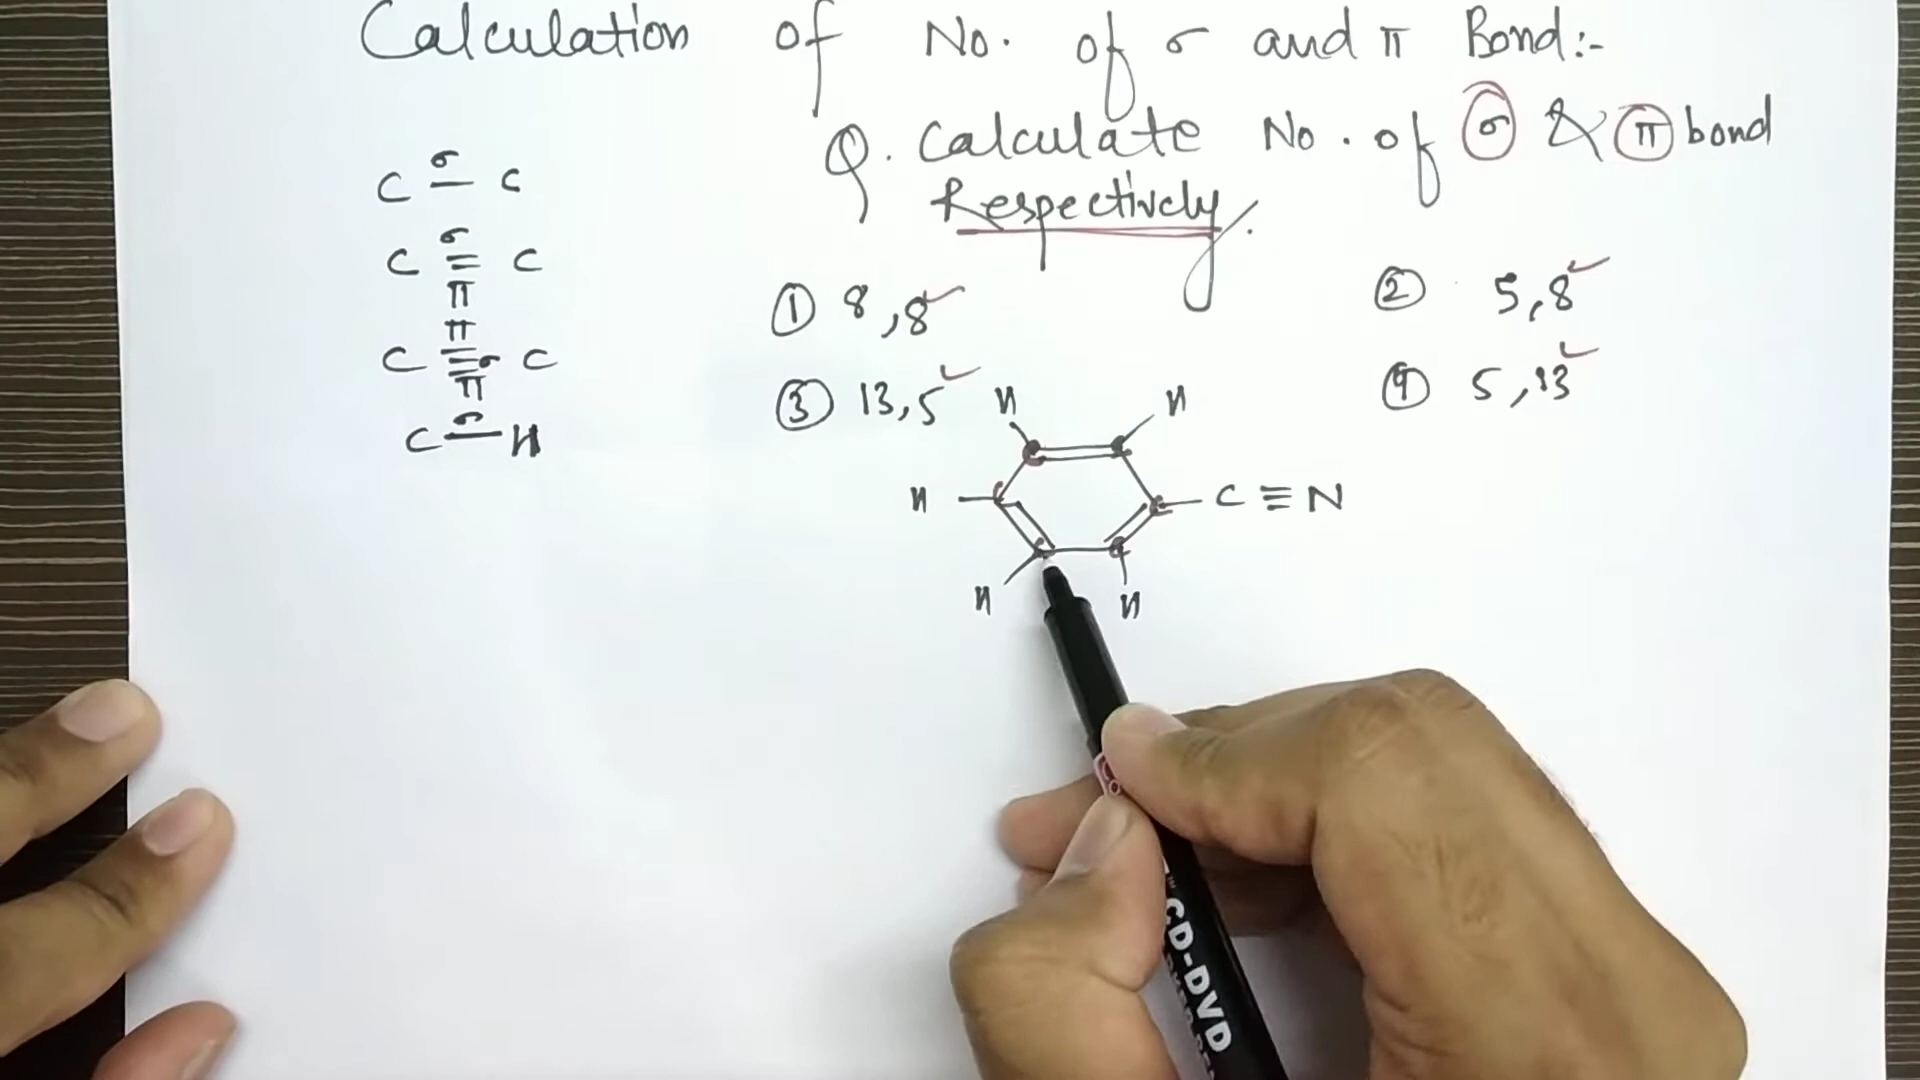 Calculation of No. of σ and π Bond:-
Q. Calculate No. of σ & π bond
Respectively.
① 8,8
② 5,8
③ 13,5
④ 5,13
σ
C — C
σ
C = C
π
π
C ≡ σ C
π
σ
C — H
H H
H C C
C C C ≡ N
C C
H H
CD-DVD